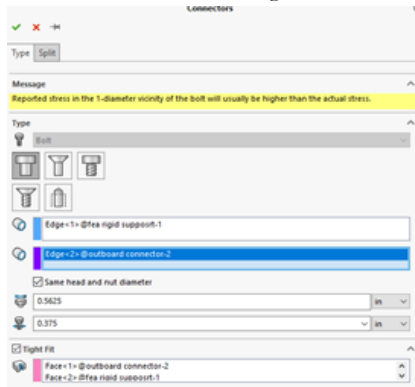 Connectors
Type Split
Message
Reported stress in the 1-diameter vicinity of the bolt will usually be higher than the actual stress.
Type
Bolt
Edge<1>@fea rigid supposrt-1
Edge<2>@outboard connector-2
Same head and nut diameter
0.5625 in
0.375 in
Tight Fit
Face<1>@outboard connector-2
Face<2>@fea rigid supposrt-1